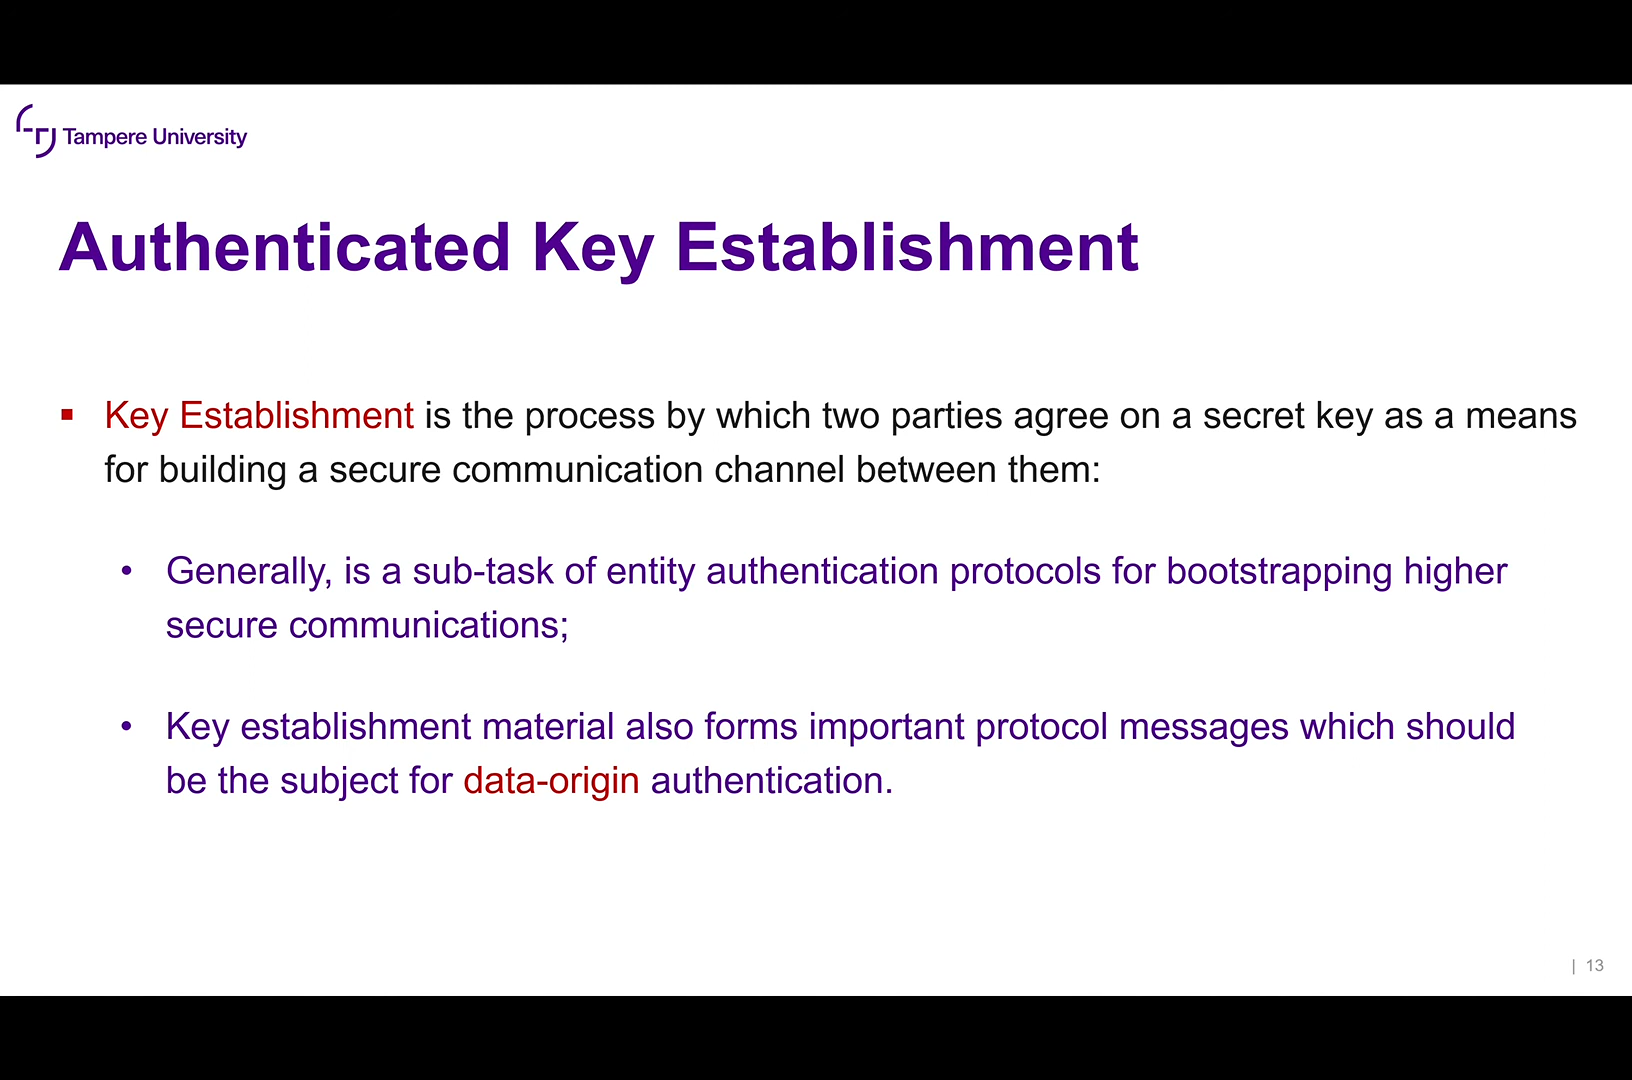 Tampere University
Authenticated Key Establishment
▪ Key Establishment is the process by which two parties agree on a secret key as a means
for building a secure communication channel between them:
• Generally, is a sub-task of entity authentication protocols for bootstrapping higher
secure communications;
• Key establishment material also forms important protocol messages which should
be the subject for data-origin authentication.
| 13